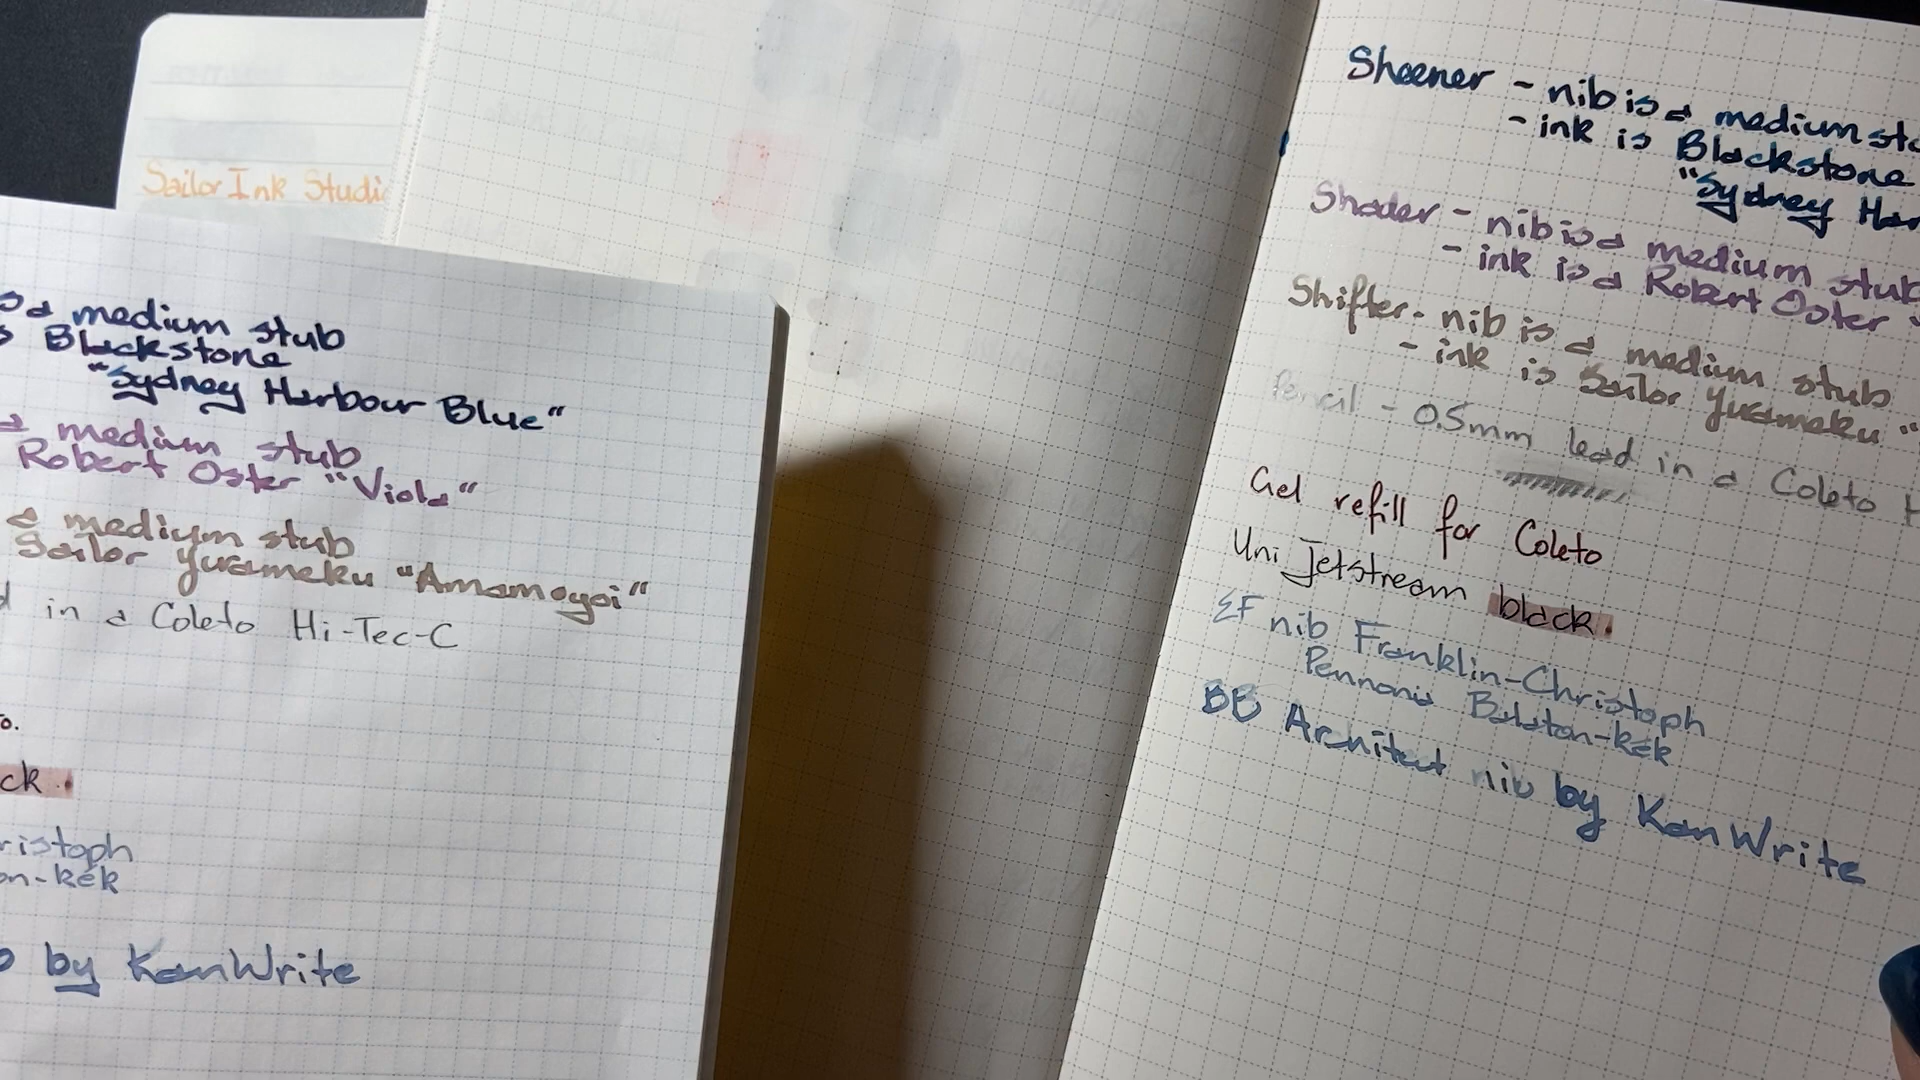 Sailor Ink Studio
a medium stub
Blackstone
"Sydney Harbour Blue"
a medium stub
Robert Oster "Viola"
a medium stub
Sailor Yurameku "Amamoyoi"
in a Coleto Hi-Tec-C
o.
ck.
ristoph
on-kék
by KanWrite
Sheener - nib is a medium
- ink is Blackstone
"Sydney Har
Shader - nib is a medium stub
- ink is a Robert Oster "
Shifter - nib is a medium stub
- ink is Sailor Yurameku "
Pencil - 0.5mm lead in a Coleto H
Gel refill for Coleto
Uni Jetstream black.
EF nib Franklin-Christoph
Pennonia Balaton-kék
BB Architect nib by KanWrite